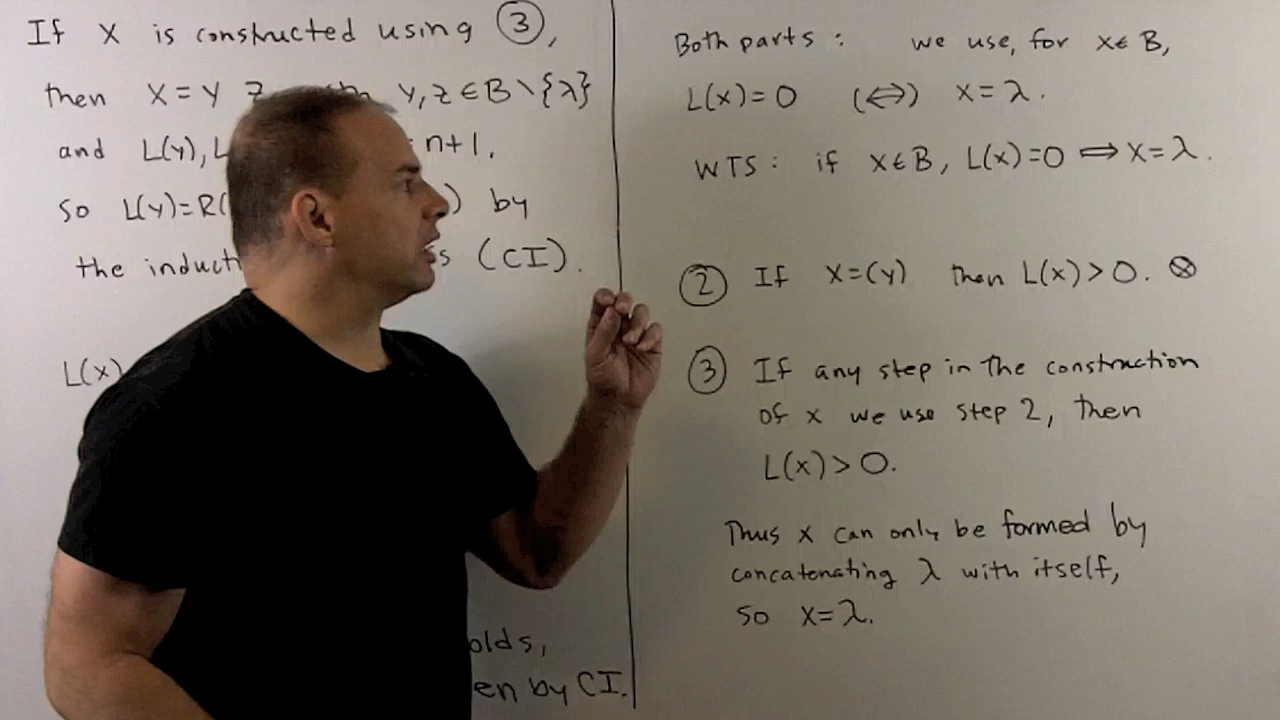 If x is constructed using ③,
then x = y z y, z ∈ B \ {λ}
and L(y), L = n+1.
So L(y) = R( ) by
the induct s (CI).
L(x)
olds,
en by CI.
Both parts : we use, for x ∈ B,
L(x) = 0 (⟺) x = λ.
WTS : if x ∈ B, L(x) = 0 ⟹ x = λ.
② If x = (y) then L(x) > 0. ⊗
③ If any step in the construction
of x we use step 2, then
L(x) > 0.
Thus x can only be formed by
concatenating λ with itself,
so x = λ.